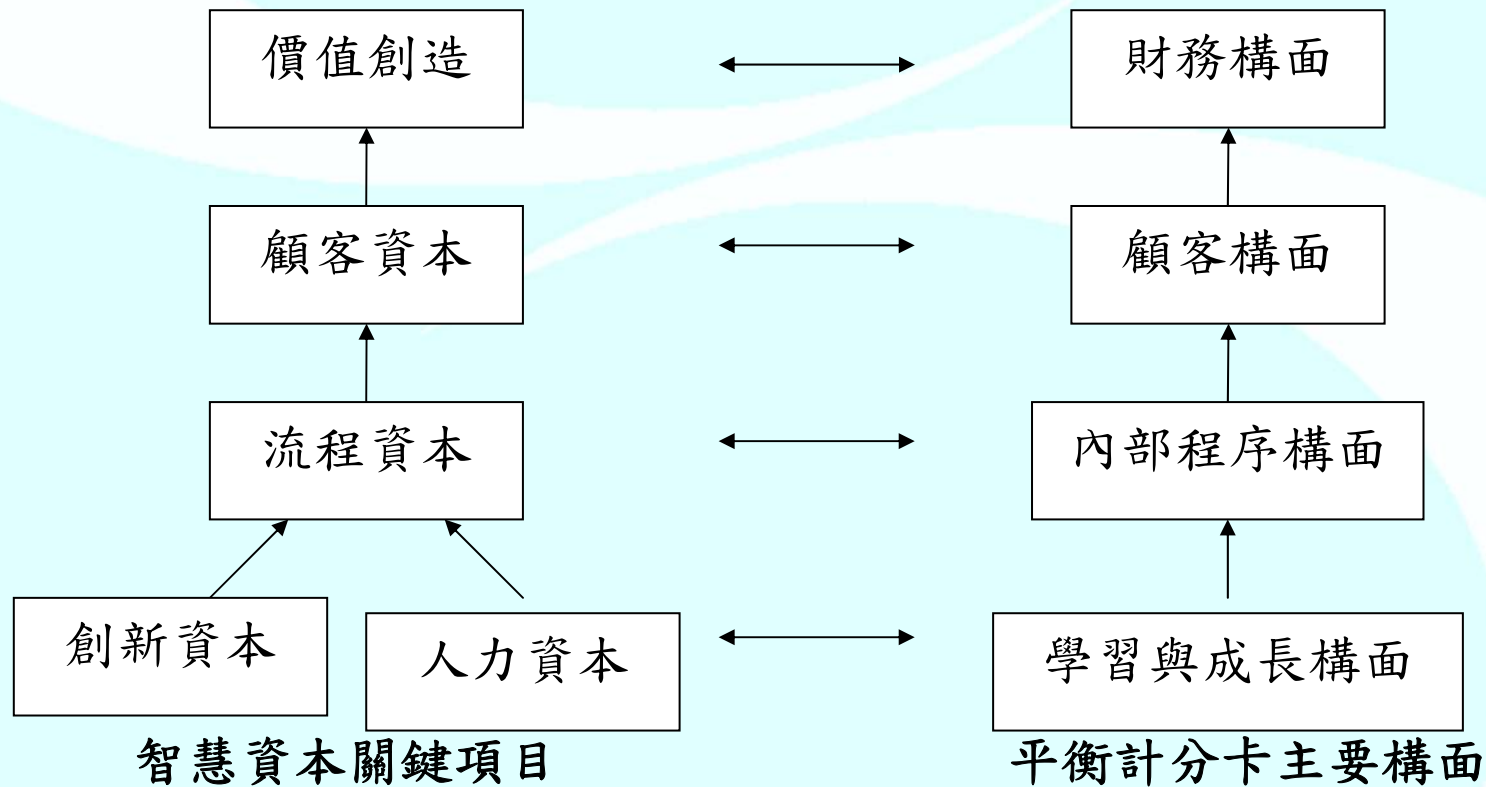 價值創造
財務構面
顧客資本
顧客構面
流程資本
內部程序構面
創新資本
人力資本
學習與成長構面
智慧資本關鍵項目
平衡計分卡主要構面